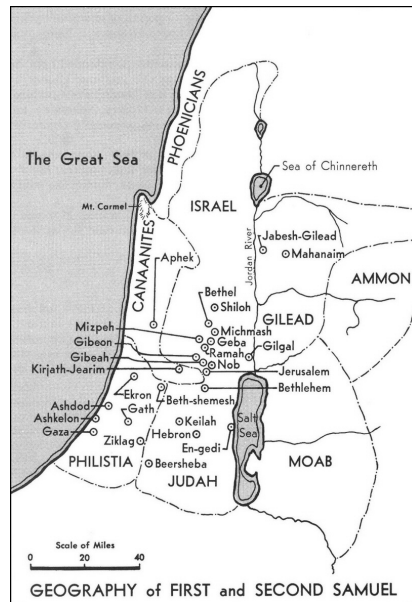 PHOENICIANS
The Great Sea
Sea of Chinnereth
Mt. Carmel
ISRAEL
CANAANITES
Jordan River
Jabesh-Gilead
Mahanaim
Aphek
AMMON
Bethel
Shiloh
GILEAD
Mizpeh
Michmash
Gibeon
Geba
Ramah
Gilgal
Gibeah
Nob
Kirjath-Jearim
Jerusalem
Bethlehem
Ekron
Beth-shemesh
Ashdod
Gath
Ashkelon
Keilah
Salt
Sea
Gaza
Hebron
Ziklag
En-gedi
PHILISTIA
Beersheba
MOAB
JUDAH
Scale of Miles
0 20 40
GEOGRAPHY of FIRST and SECOND SAMUEL